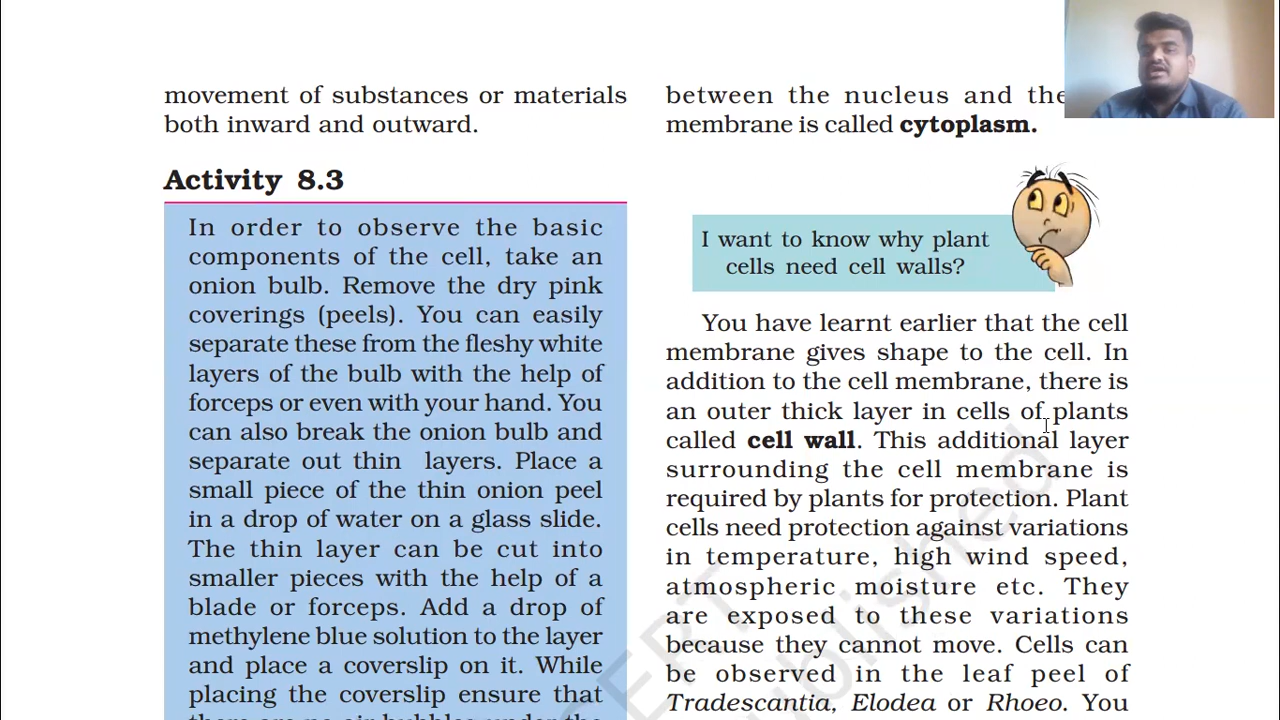 movement of substances or materials
both inward and outward.
Activity 8.3
In order to observe the basic
components of the cell, take an
onion bulb. Remove the dry pink
coverings (peels). You can easily
separate these from the fleshy white
layers of the bulb with the help of
forceps or even with your hand. You
can also break the onion bulb and
separate out thin layers. Place a
small piece of the thin onion peel
in a drop of water on a glass slide.
The thin layer can be cut into
smaller pieces with the help of a
blade or forceps. Add a drop of
methylene blue solution to the layer
and place a coverslip on it. While
placing the coverslip ensure that
there are no air bubbles under the
between the nucleus and the
membrane is called cytoplasm.
I want to know why plant
cells need cell walls?
You have learnt earlier that the cell
membrane gives shape to the cell. In
addition to the cell membrane, there is
an outer thick layer in cells of plants
called cell wall. This additional layer
surrounding the cell membrane is
required by plants for protection. Plant
cells need protection against variations
in temperature, high wind speed,
atmospheric moisture etc. They
are exposed to these variations
because they cannot move. Cells can
be observed in the leaf peel of
Tradescantia, Elodea or Rhoeo. You